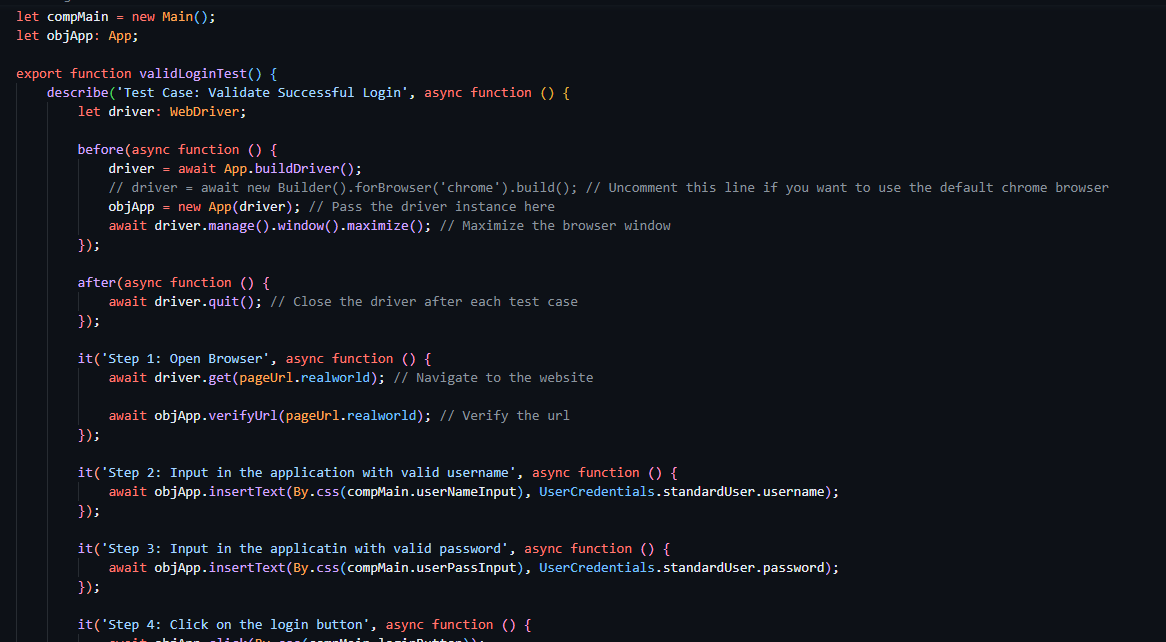 let compMain = new Main();
let objApp: App;
export function validLoginTest() {
describe('Test Case: Validate Successful Login', async function () {
let driver: WebDriver;
before(async function () {
driver = await App.buildDriver();
// driver = await new Builder().forBrowser('chrome').build(); // Uncomment this line if you want to use the default chrome browser
objApp = new App(driver); // Pass the driver instance here
await driver.manage().window().maximize(); // Maximize the browser window
});
after(async function () {
await driver.quit(); // Close the driver after each test case
});
it('Step 1: Open Browser', async function () {
await driver.get(pageUrl.realworld); // Navigate to the website
await objApp.verifyUrl(pageUrl.realworld); // Verify the url
});
it('Step 2: Input in the application with valid username', async function () {
await objApp.insertText(By.css(compMain.userNameInput), UserCredentials.standardUser.username);
});
it('Step 3: Input in the applicatin with valid password', async function () {
await objApp.insertText(By.css(compMain.userPassInput), UserCredentials.standardUser.password);
});
it('Step 4: Click on the login button', async function () {
await objApp.click(By.css(compMain.loginButton));